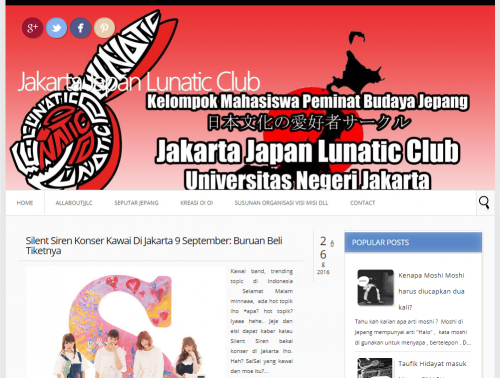 Jakarta Japan Lunatic Club
LUNATIC
Kelompok Mahasiswa Peminat Budaya Jepang
日本文化の愛好者サークル
Jakarta Japan Lunatic Club
Universitas Negeri Jakarta
HOME
ALLABOUTJLC
SEPUTAR JEPANG
KREASI OI OI
SUSUNAN ORGANISASI VISI MISI DLL
CONTACT
Silent Siren Konser Kawai Di Jakarta 9 September: Buruan Beli
Tiketnya
2
6
8
2016
Kawai band, trending
topic di Indonesia
Selamat Malam
minnaaa, ada hot topik
lho *apa? hot topik?
Iyaaa hehe.. Jaje dan
eisl dapet kabar kalau
Silent Siren bakal
konser di Jakarta lho.
Hah? SaiSai yang kawai
dan moe itu?...
POPULAR POSTS
Kenapa Moshi Moshi
harus diucapkan dua
kali?
Tahu kah kalian apa arti moshi ? Moshi di
Jepang mempunyai arti "Halo" , kata moshi
di gunakan untuk menyapa , bertelepon . D...
Taufik Hidayat masuk